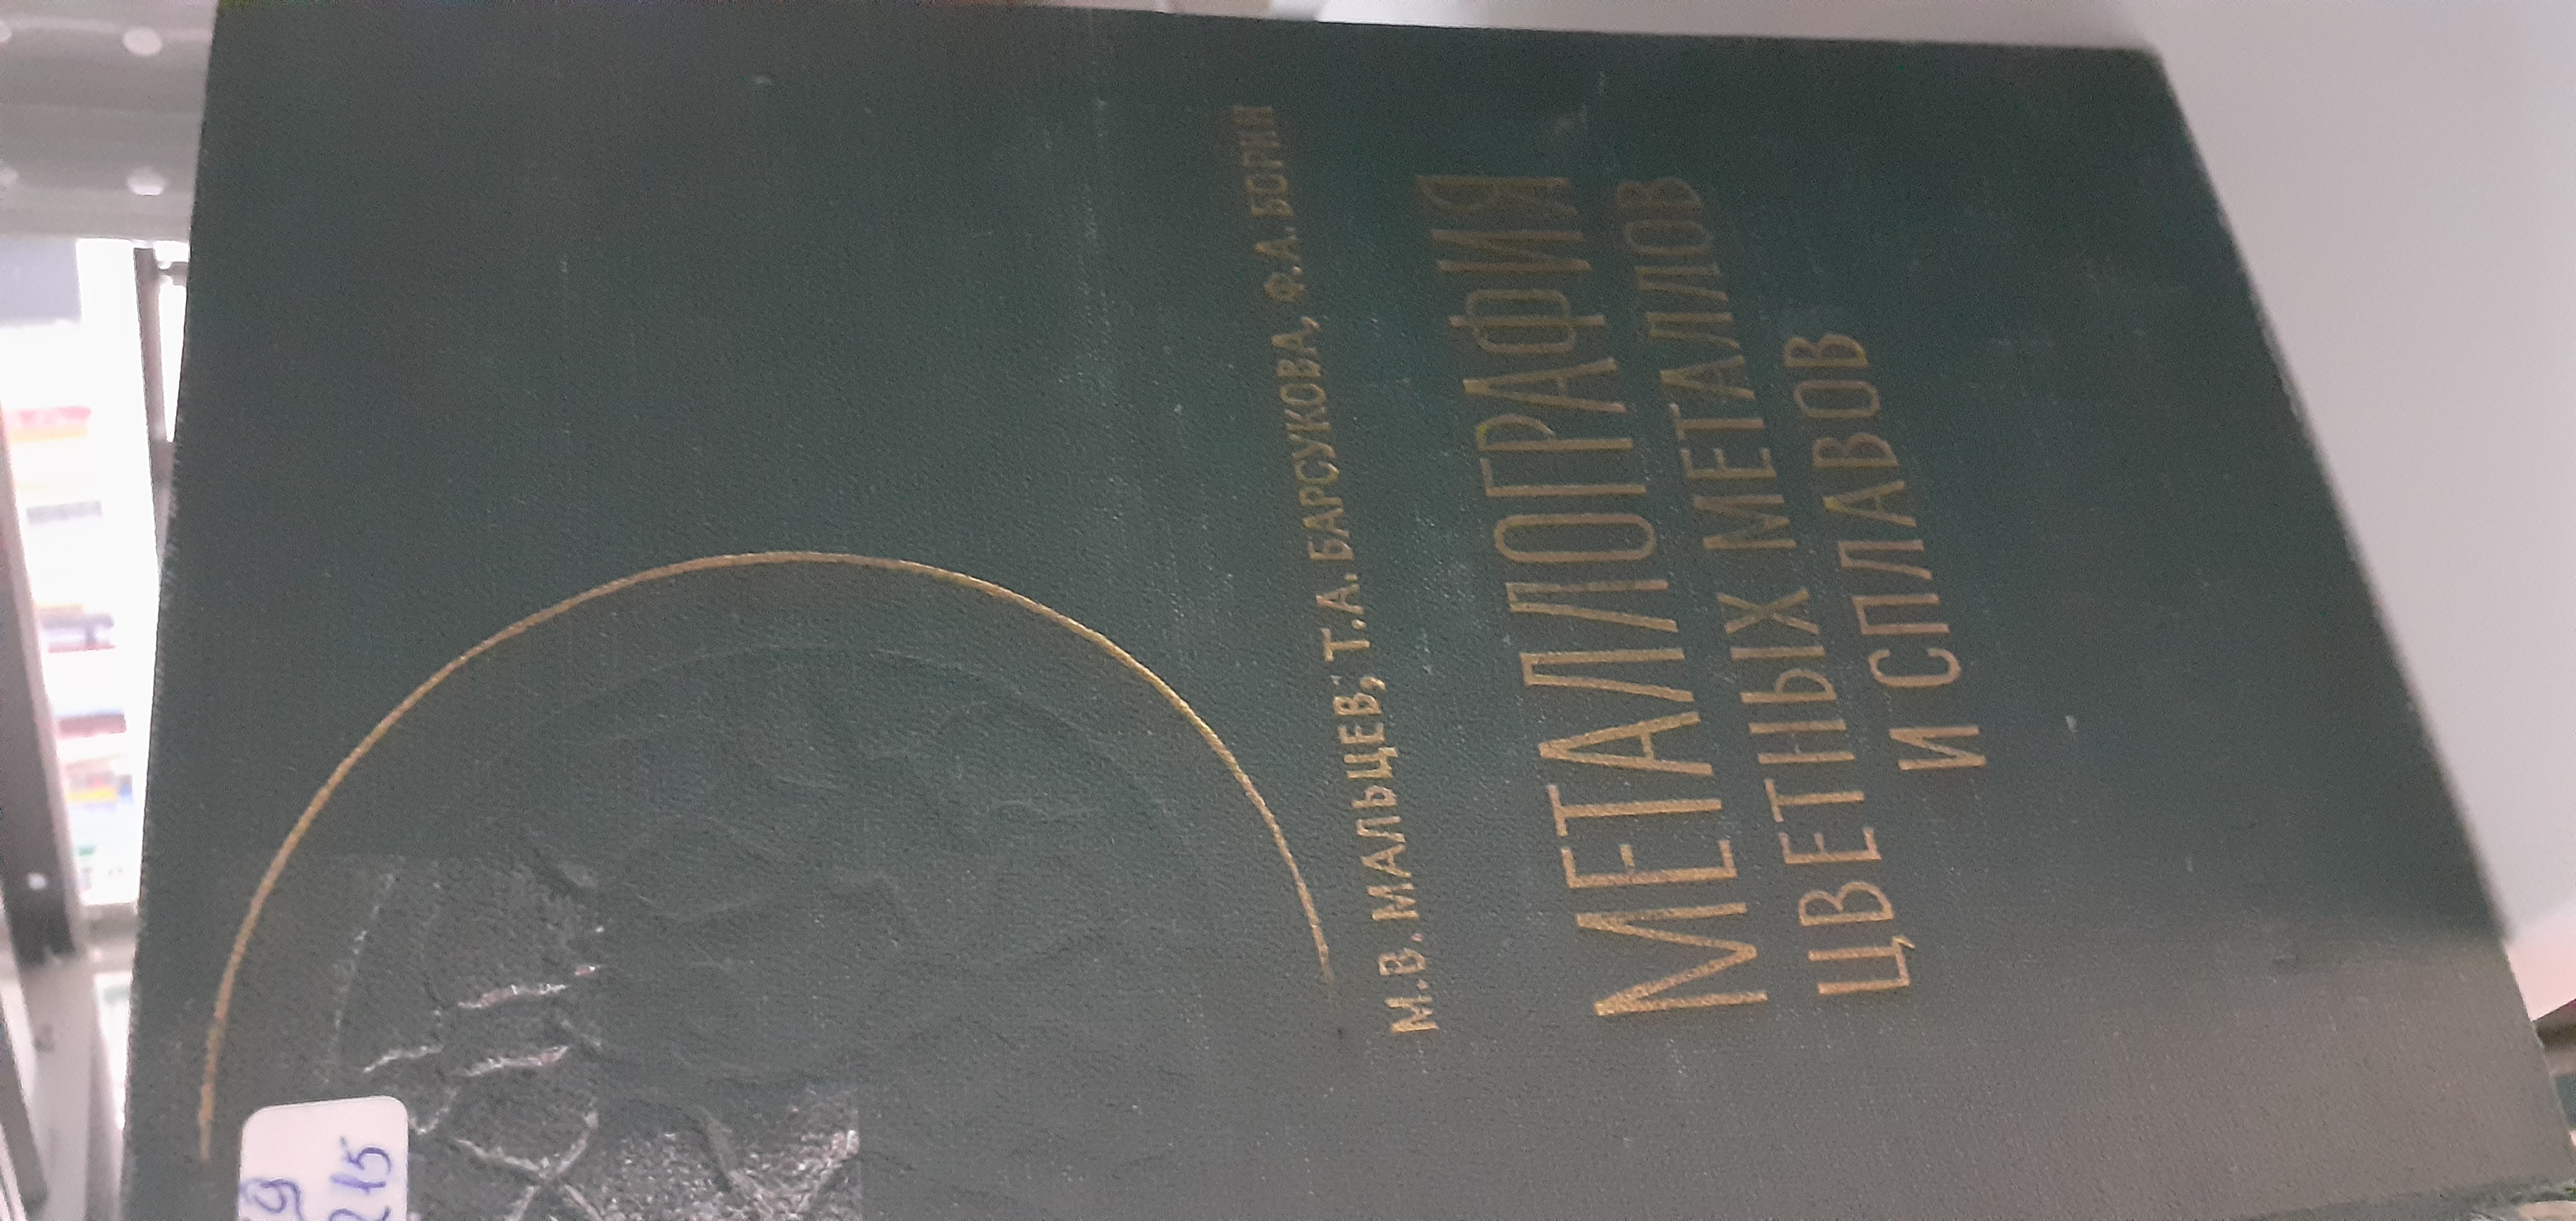 М.В. МАЛЬЦЕВ, Т.А. БАРСУКОВА, Ф.А. БОРИН
МЕТАЛЛОГРАФИЯ
ЦВЕТНЫХ МЕТАЛЛОВ
И СПЛАВОВ